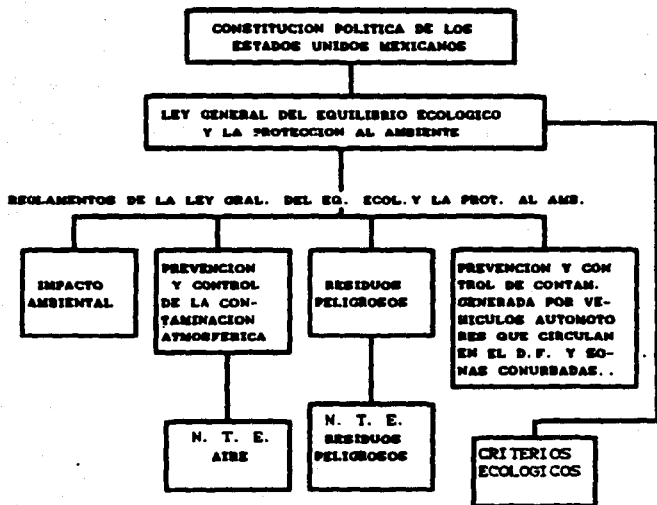 CONSTITUCION POLITICA DE LOS
ESTADOS UNIDOS MEXICANOS
LEY GENERAL DEL EQUILIBRIO ECOLOGICO
Y LA PROTECCION AL AMBIENTE
REGLAMENTOS DE LA LEY GRAL. DEL EQ. ECOL. Y LA PROT. AL AMB.
IMPACTO
AMBIENTAL
PREVENCION
Y CONTROL
DE LA CON-
TAMINACION
ATMOSFERICA
RESIDUOS
PELIGROSOS
PREVENCION Y CON
TROL DE CONTAM.
GENERADA POR VE-
HICULOS AUTOMOTO
RES QUE CIRCULAN
EN EL D.F. Y SO-
NAS CONURBADAS..
N. T. E.
AIRE
N. T. E.
RESIDUOS
PELIGROSOS
CRITERIOS
ECOLOGICOS